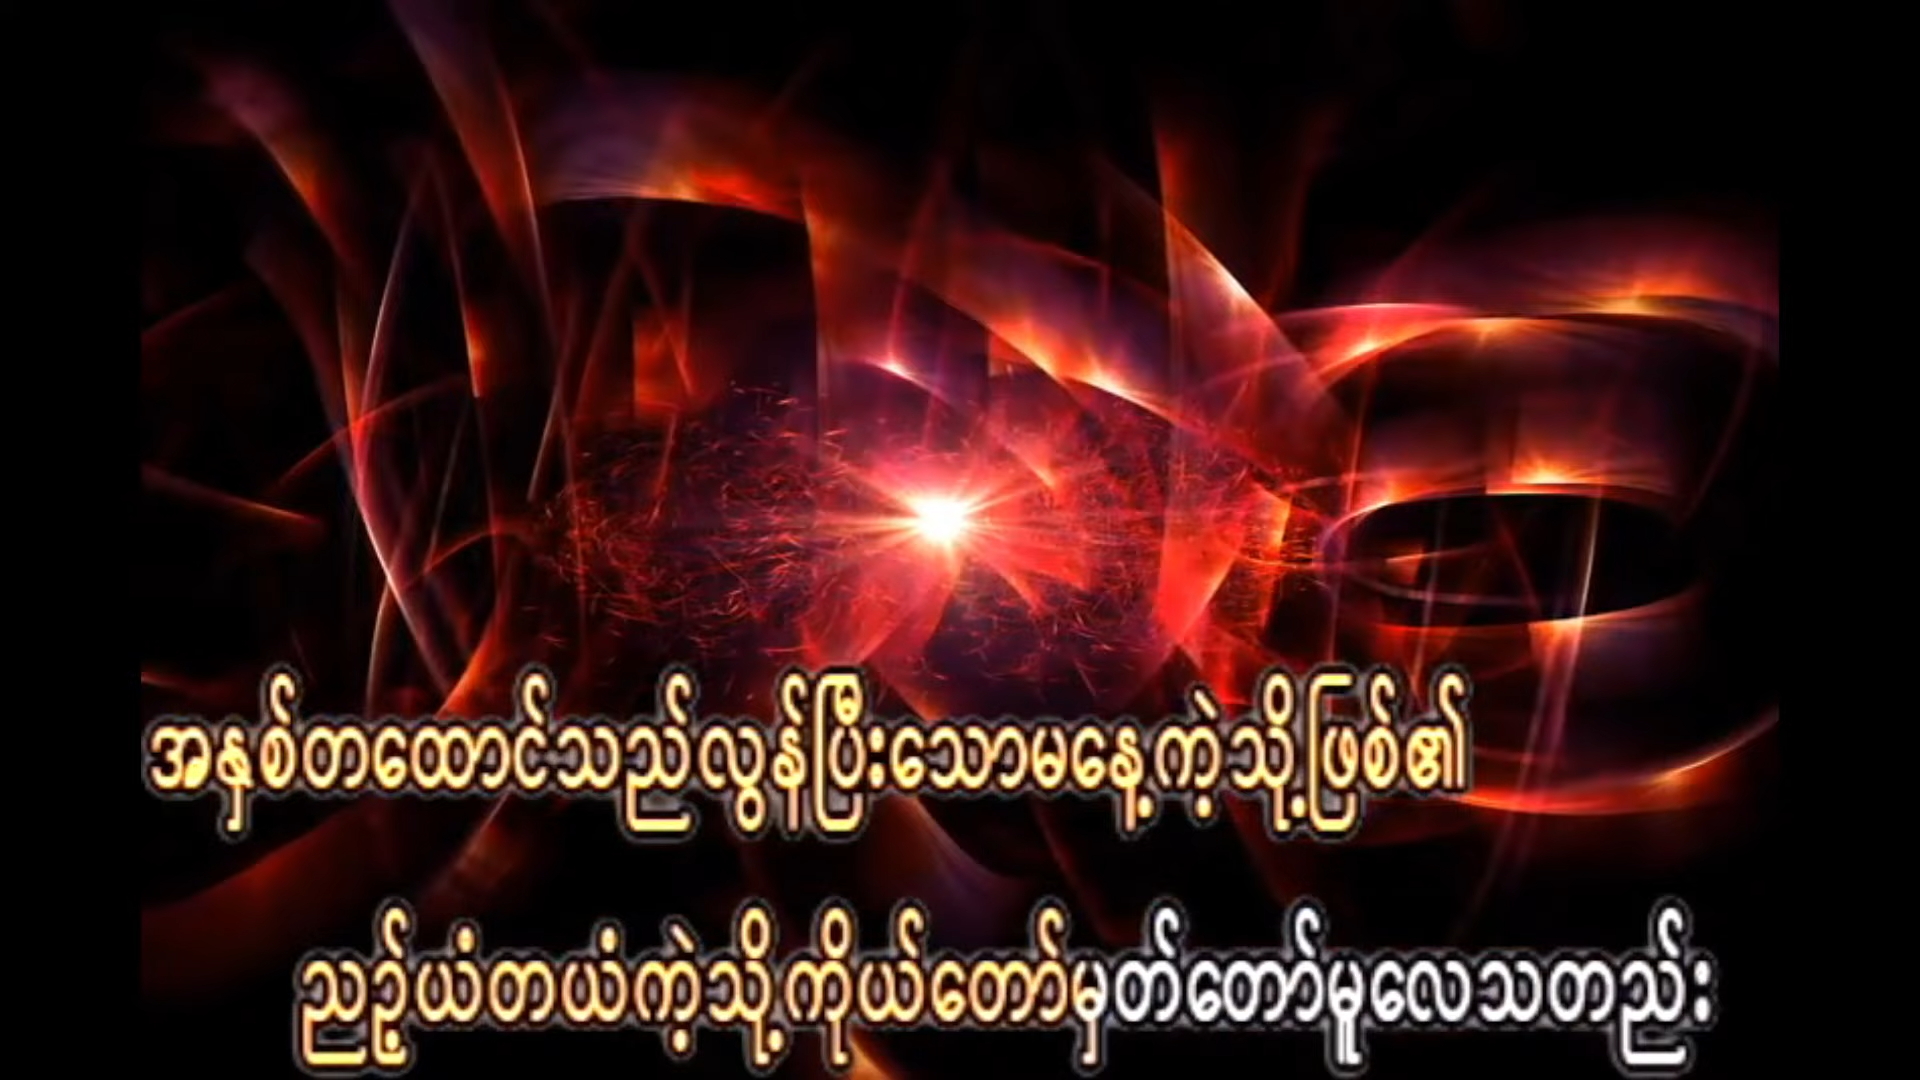 အနှစ်တထောင်သည်လွန်ပြီးသောမနေ့ကဲ့သို့ဖြစ်၏
ညဉ့်ယံတယံကဲ့သို့ကိုယ်တော်မှတ်တော်မူလေသတည်း